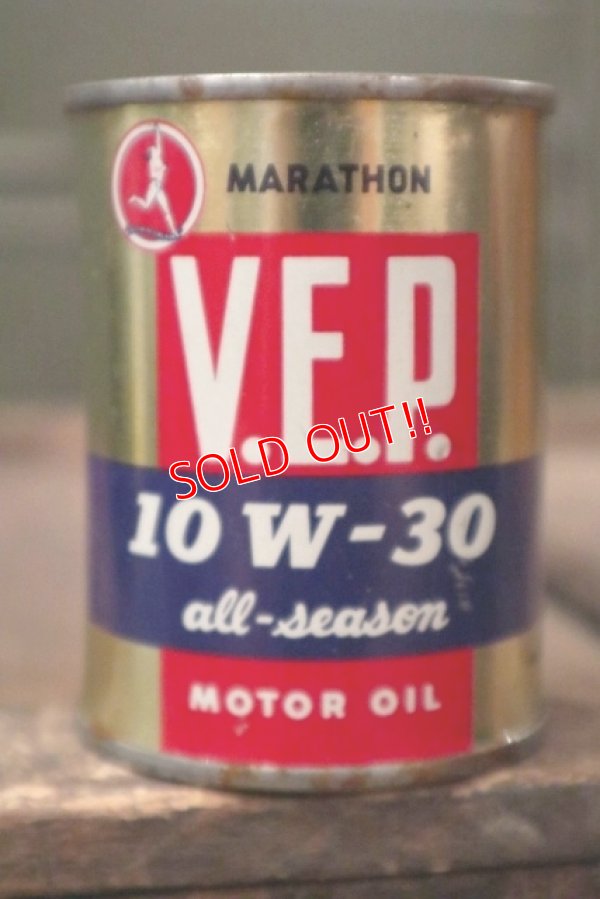 MARATHON
V.E.P.
SOLD OUT!!
10 W-30
all-season
MOTOR OIL